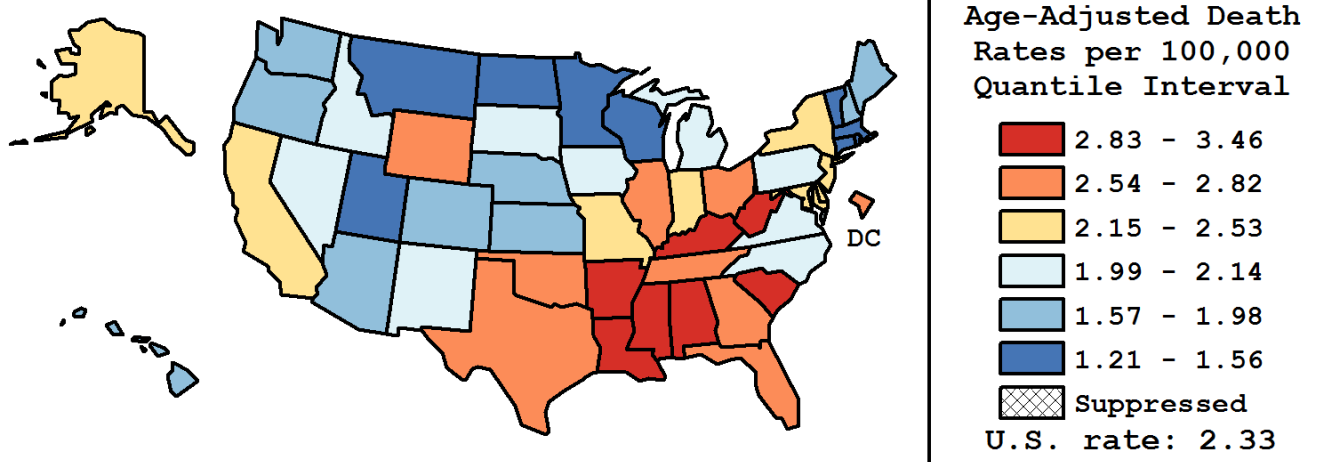 Age-Adjusted Death
Rates per 100,000
Quantile Interval
2.83 - 3.46
2.54 - 2.82
2.15 - 2.53
1.99 - 2.14
1.57 - 1.98
1.21 - 1.56
Suppressed
U.S. rate: 2.33
DC